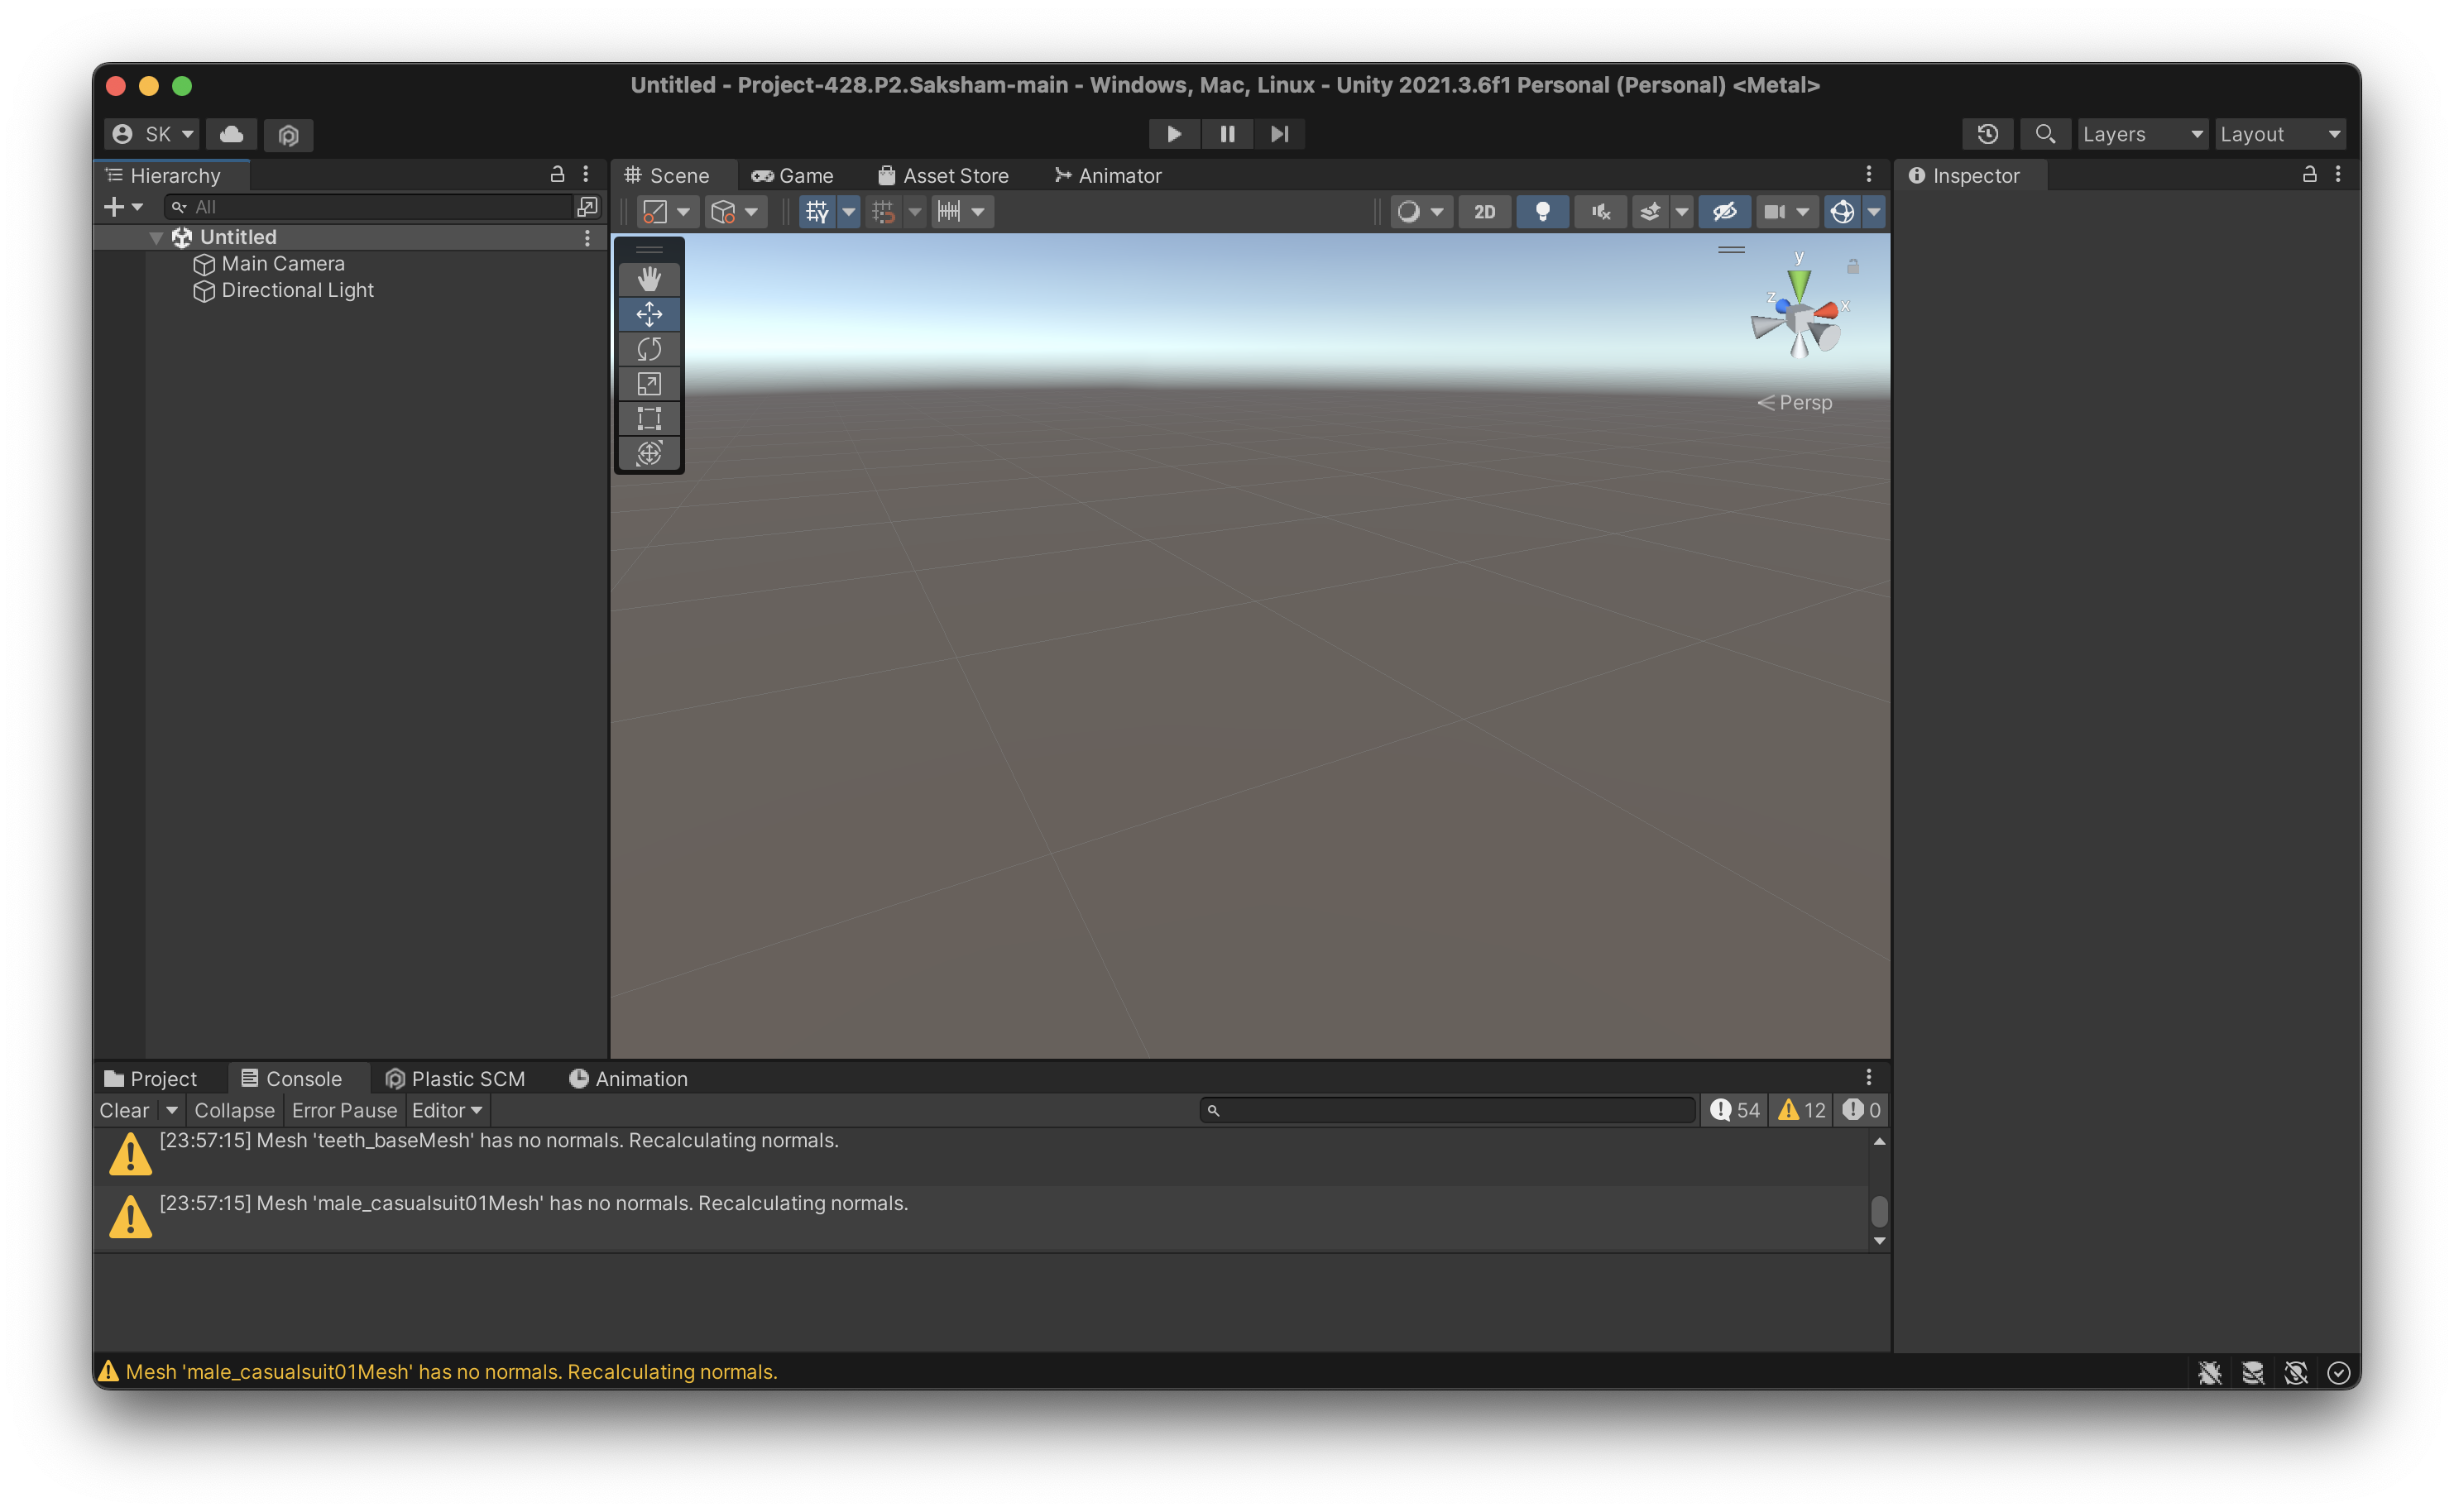 Untitled - Project-428.P2.Saksham-main - Windows, Mac, Linux - Unity 2021.3.6f1 Personal (Personal) <Metal>
SK
Layers
Layout
Hierarchy
Scene
Game
Asset Store
Animator
Inspector
All
2D
Untitled
Main Camera
Directional Light
y
z
x
Persp
Project
Console
Plastic SCM
Animation
Clear
Collapse
Error Pause
Editor
54
12
0
[23:57:15] Mesh 'teeth_baseMesh' has no normals. Recalculating normals.
[23:57:15] Mesh 'male_casualsuit01Mesh' has no normals. Recalculating normals.
Mesh 'male_casualsuit01Mesh' has no normals. Recalculating normals.